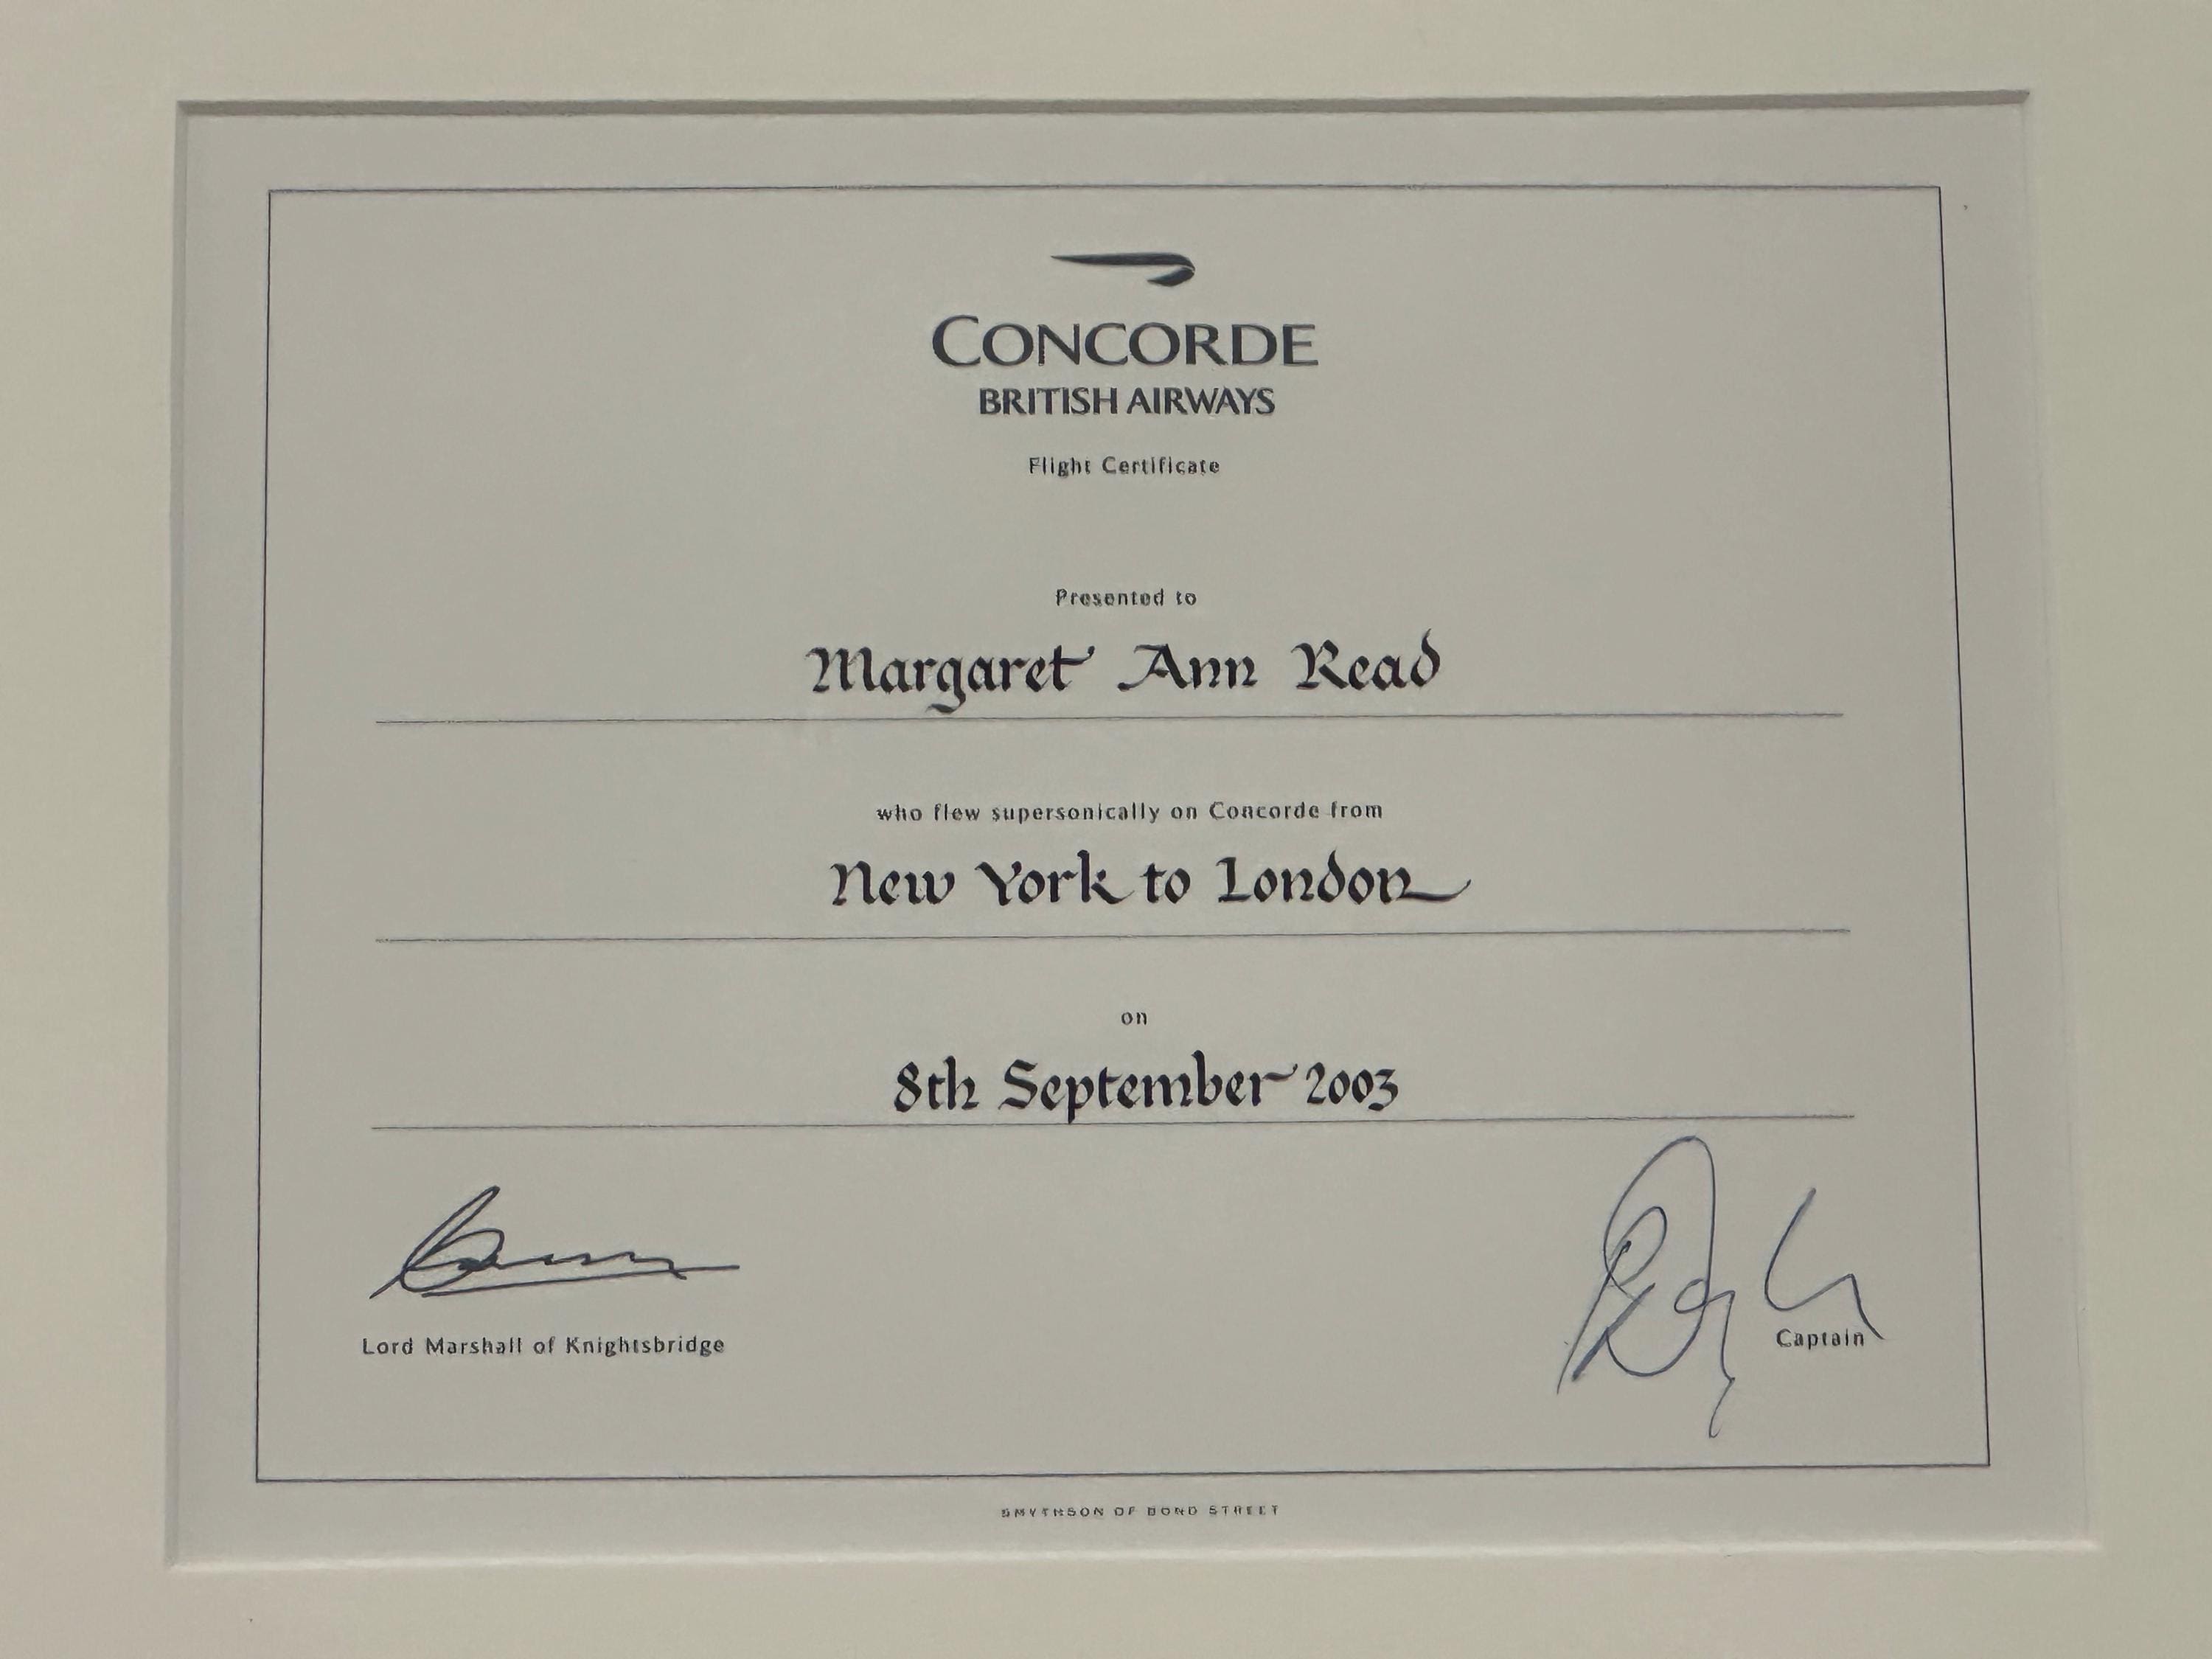 CONCORDE
BRITISH AIRWAYS
Flight Certificate
Presented to
Margaret Ann Read
who flew supersonically on Concorde from
New York to London
on
8th September 2003
Lord Marshall of Knightsbridge
Captain
SMYTHSON OF BOND STREET